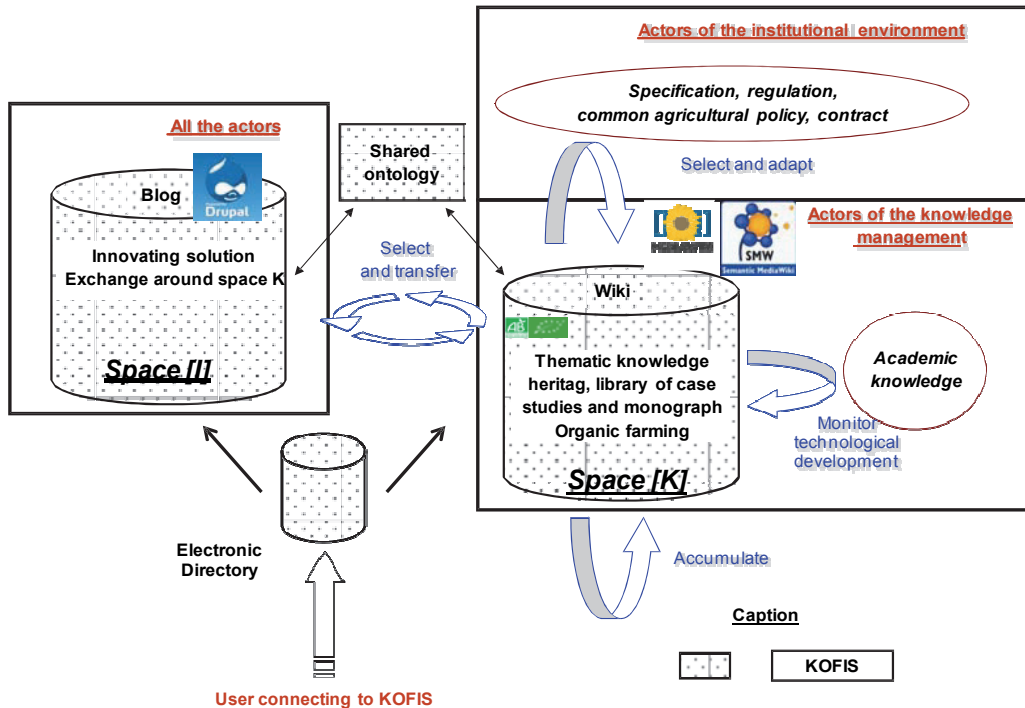 Actors of the institutional environment
Specification, regulation,
common agricultural policy, contract
Select and adapt
All the actors
Blog
Drupal
Innovating solution
Exchange around space K
Space [I]
Shared
ontology
Select
and transfer
Actors of the knowledge
management
MEDIAWIKI
SMW
Semantic MediaWiki
Wiki
AB
Thematic knowledge
heritag, library of case
studies and monograph
Organic farming
Space [K]
Academic
knowledge
Monitor
technological
development
Accumulate
Electronic
Directory
User connecting to KOFIS
Caption
KOFIS